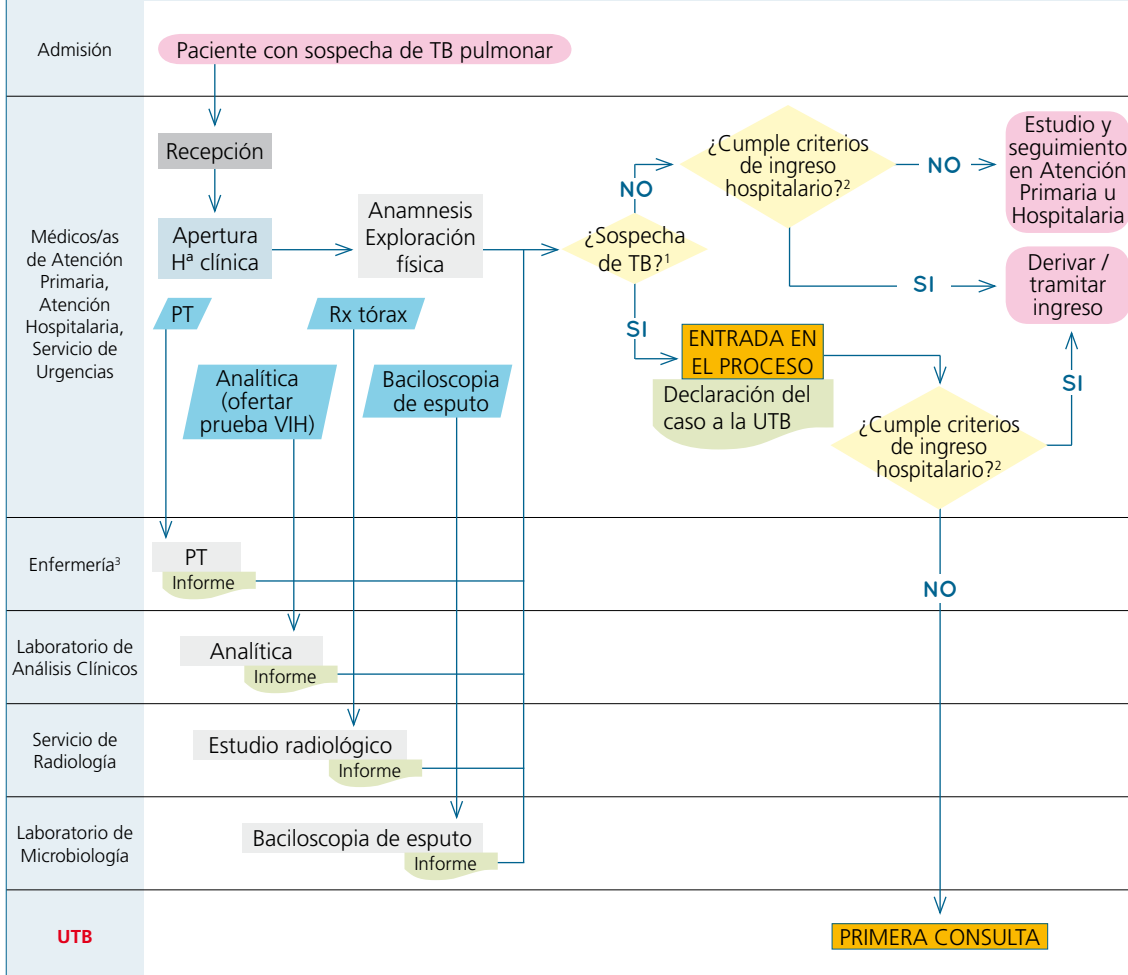 Admisión
Paciente con sospecha de TB pulmonar
Médicos/as
de Atención
Primaria,
Atención
Hospitalaria,
Servicio de
Urgencias
Recepción
Apertura
Hª clínica
Anamnesis
Exploración
física
¿Sospecha
de TB?¹
NO
SI
¿Cumple criterios
de ingreso
hospitalario?²
NO
SI
Estudio y
seguimiento
en Atención
Primaria u
Hospitalaria
Derivar /
tramitar
ingreso
PT
Rx tórax
Analítica
(ofertar
prueba VIH)
Baciloscopia
de esputo
ENTRADA EN
EL PROCESO
Declaración del
caso a la UTB
¿Cumple criterios
de ingreso
hospitalario?²
SI
NO
Enfermería³
PT
Informe
Laboratorio de
Análisis Clínicos
Analítica
Informe
Servicio de
Radiología
Estudio radiológico
Informe
Laboratorio de
Microbiología
Baciloscopia de esputo
Informe
UTB
PRIMERA CONSULTA